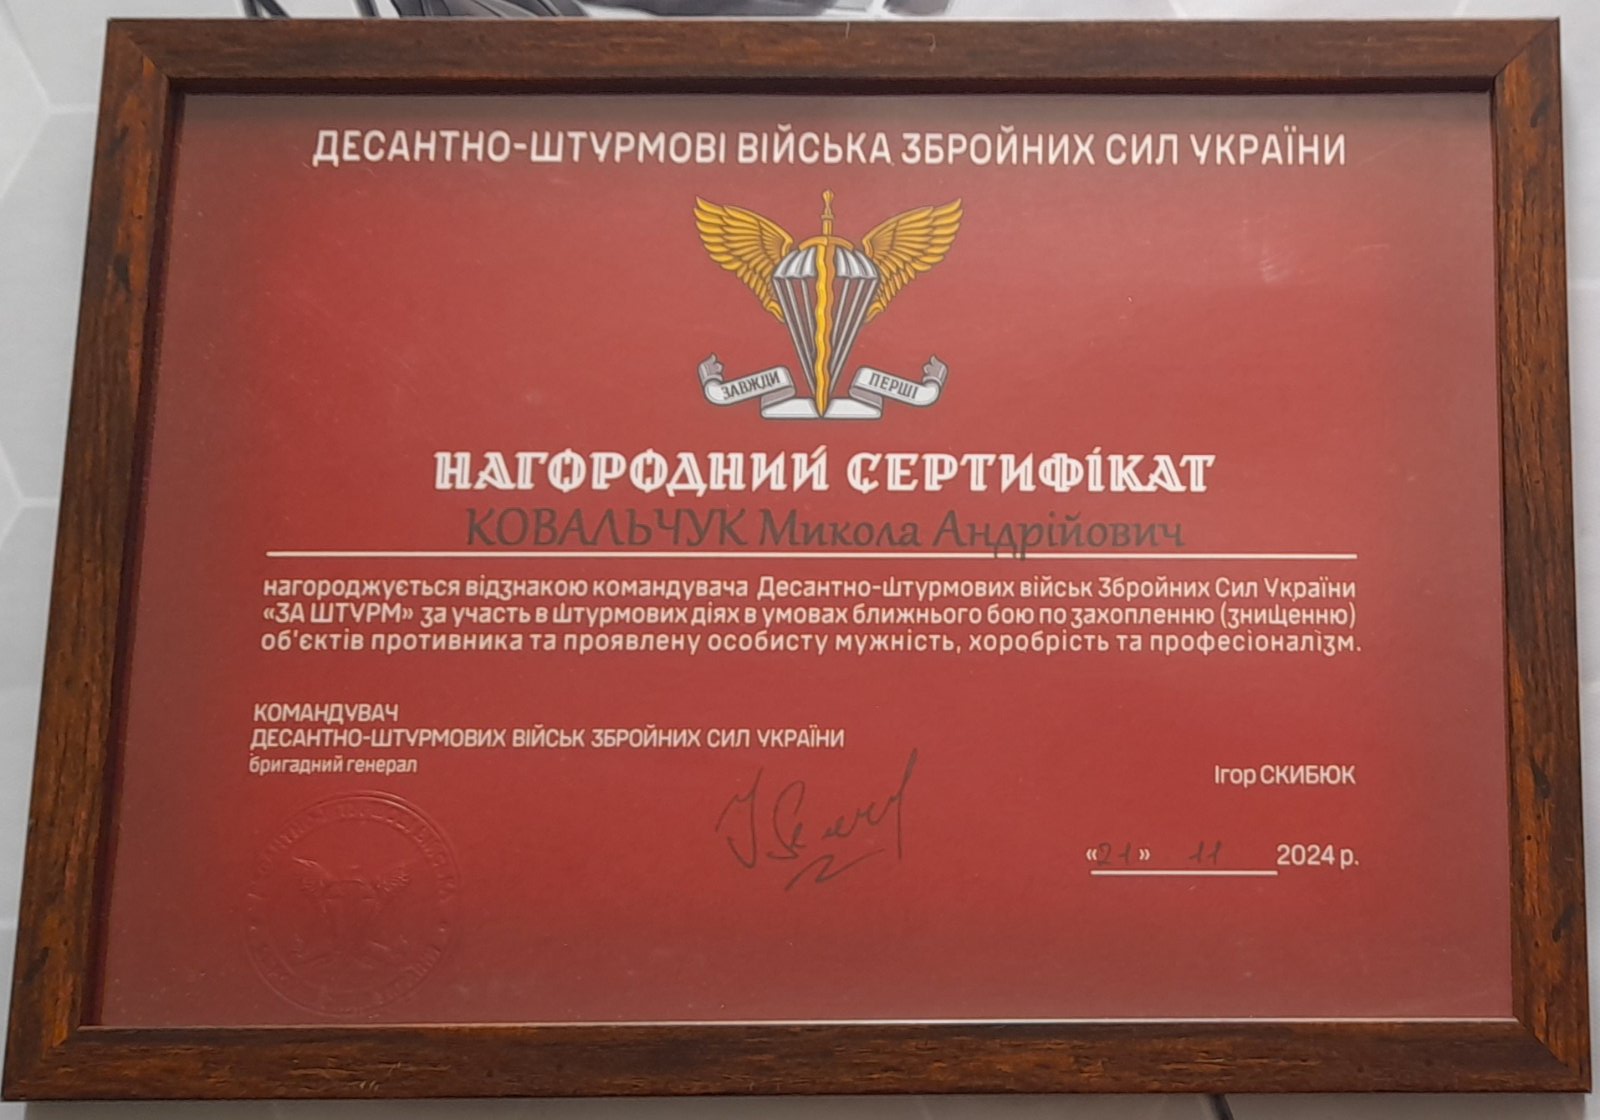 ДЕСАНТНО-ШТУРМОВІ ВІЙСЬКА ЗБРОЙНИХ СИЛ УКРАЇНИ
ЗАВЖДИ ПЕРШІ
НАГОРОДНИЙ СЕРТИФІКАТ
КОВАЛЬЧУК Микола Андрійович
нагороджується відзнакою командувача Десантно-Штурмових військ Збройних Сил України
«ЗА ШТУРМ» за участь в штурмових діях в умовах ближнього бою по захопленню (знищенню)
об'єктів противника та проявлену особисту мужність, хоробрість та професіоналізм.
КОМАНДУВАЧ
ДЕСАНТНО-ШТУРМОВИХ ВІЙСЬК ЗБРОЙНИХ СИЛ УКРАЇНИ
бригадний генерал
Ігор СКИБЮК
«21» 11 2024 р.